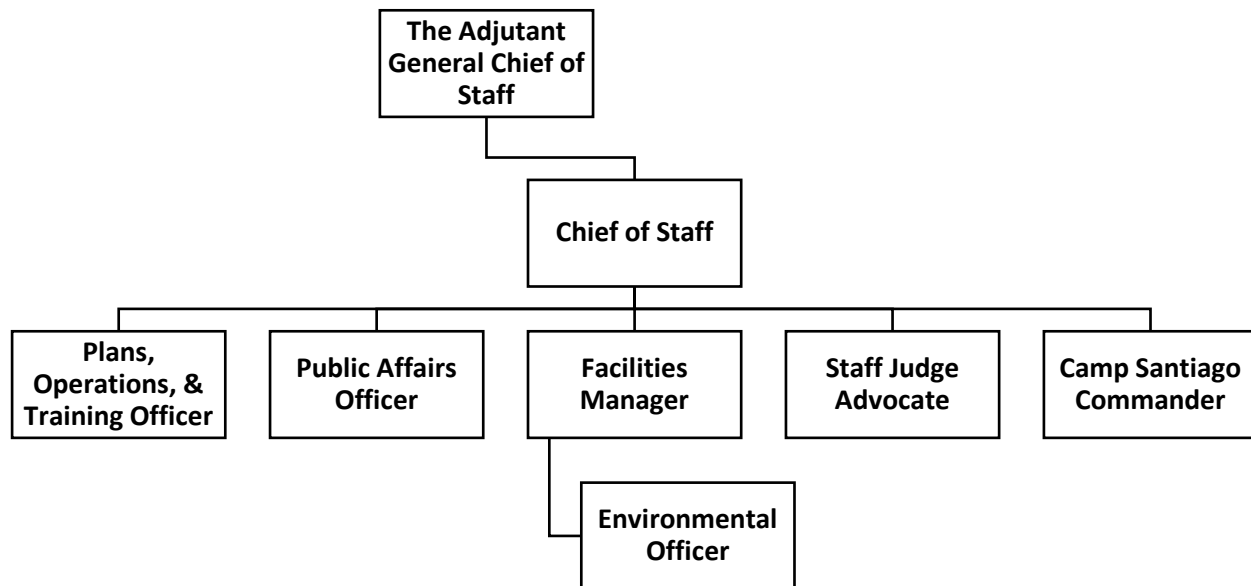 The Adjutant
General Chief of
Staff
Chief of Staff
Plans,
Operations, &
Training Officer
Public Affairs
Officer
Facilities
Manager
Staff Judge
Advocate
Camp Santiago
Commander
Environmental
Officer